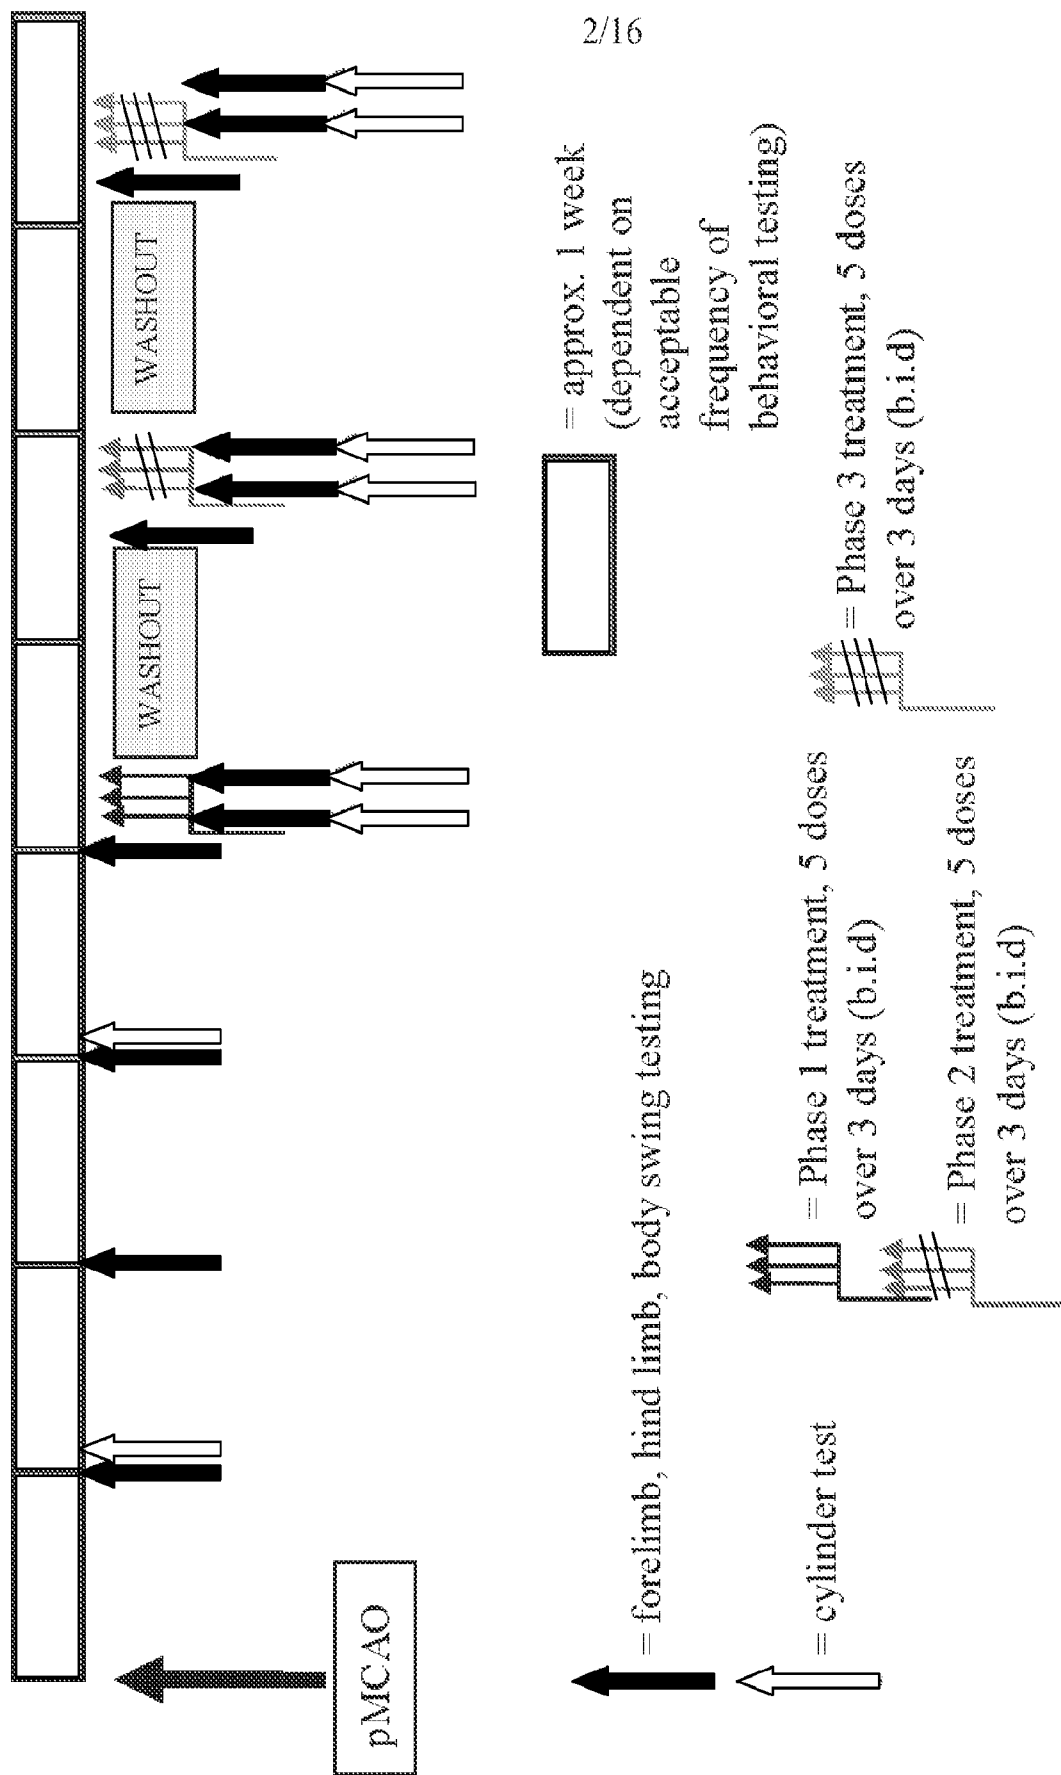 2/16
pMCAO
WASHOUT
WASHOUT
= forelimb, hind limb, body swing testing
= cylinder test
= Phase 1 treatment, 5 doses
over 3 days (b.i.d)
= Phase 2 treatment, 5 doses
over 3 days (b.i.d)
= approx. 1 week
(dependent on
acceptable
frequency of
behavioral testing)
= Phase 3 treatment, 5 doses
over 3 days (b.i.d)